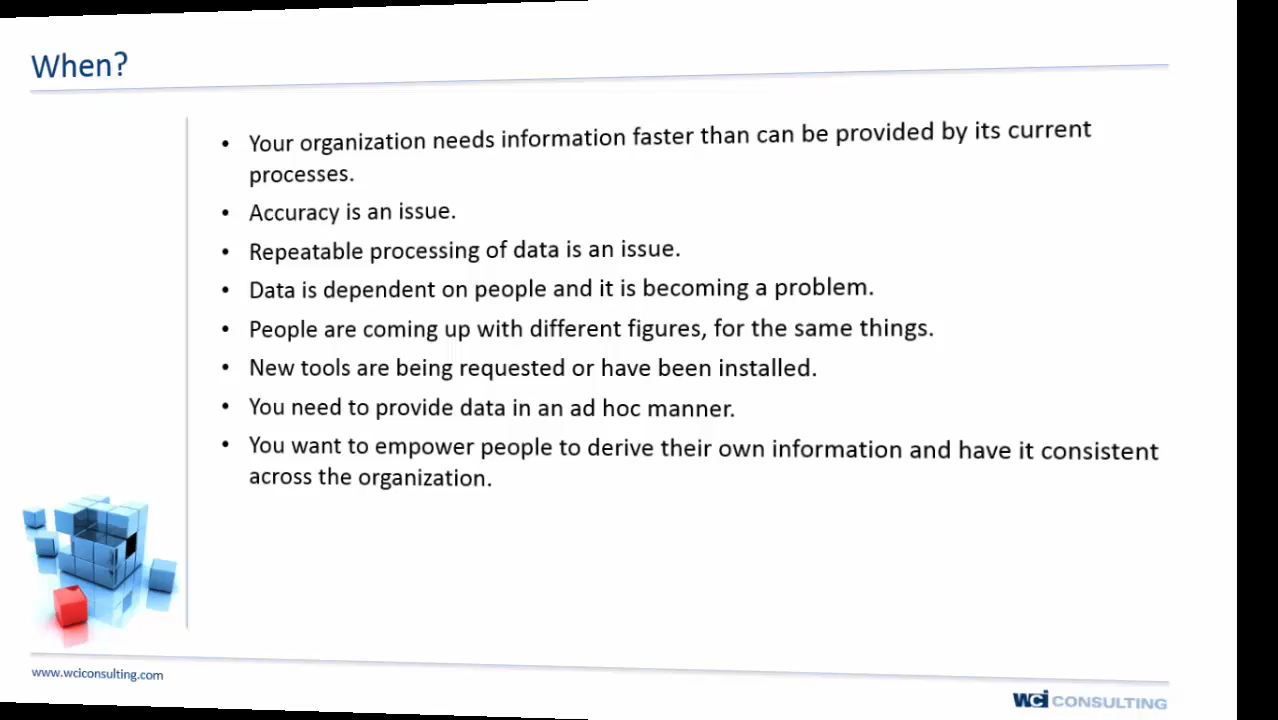 When?
• Your organization needs information faster than can be provided by its current
processes.
• Accuracy is an issue.
• Repeatable processing of data is an issue.
• Data is dependent on people and it is becoming a problem.
• People are coming up with different figures, for the same things.
• New tools are being requested or have been installed.
• You need to provide data in an ad hoc manner.
• You want to empower people to derive their own information and have it consistent
across the organization.
www.wciconsulting.com
wci CONSULTING